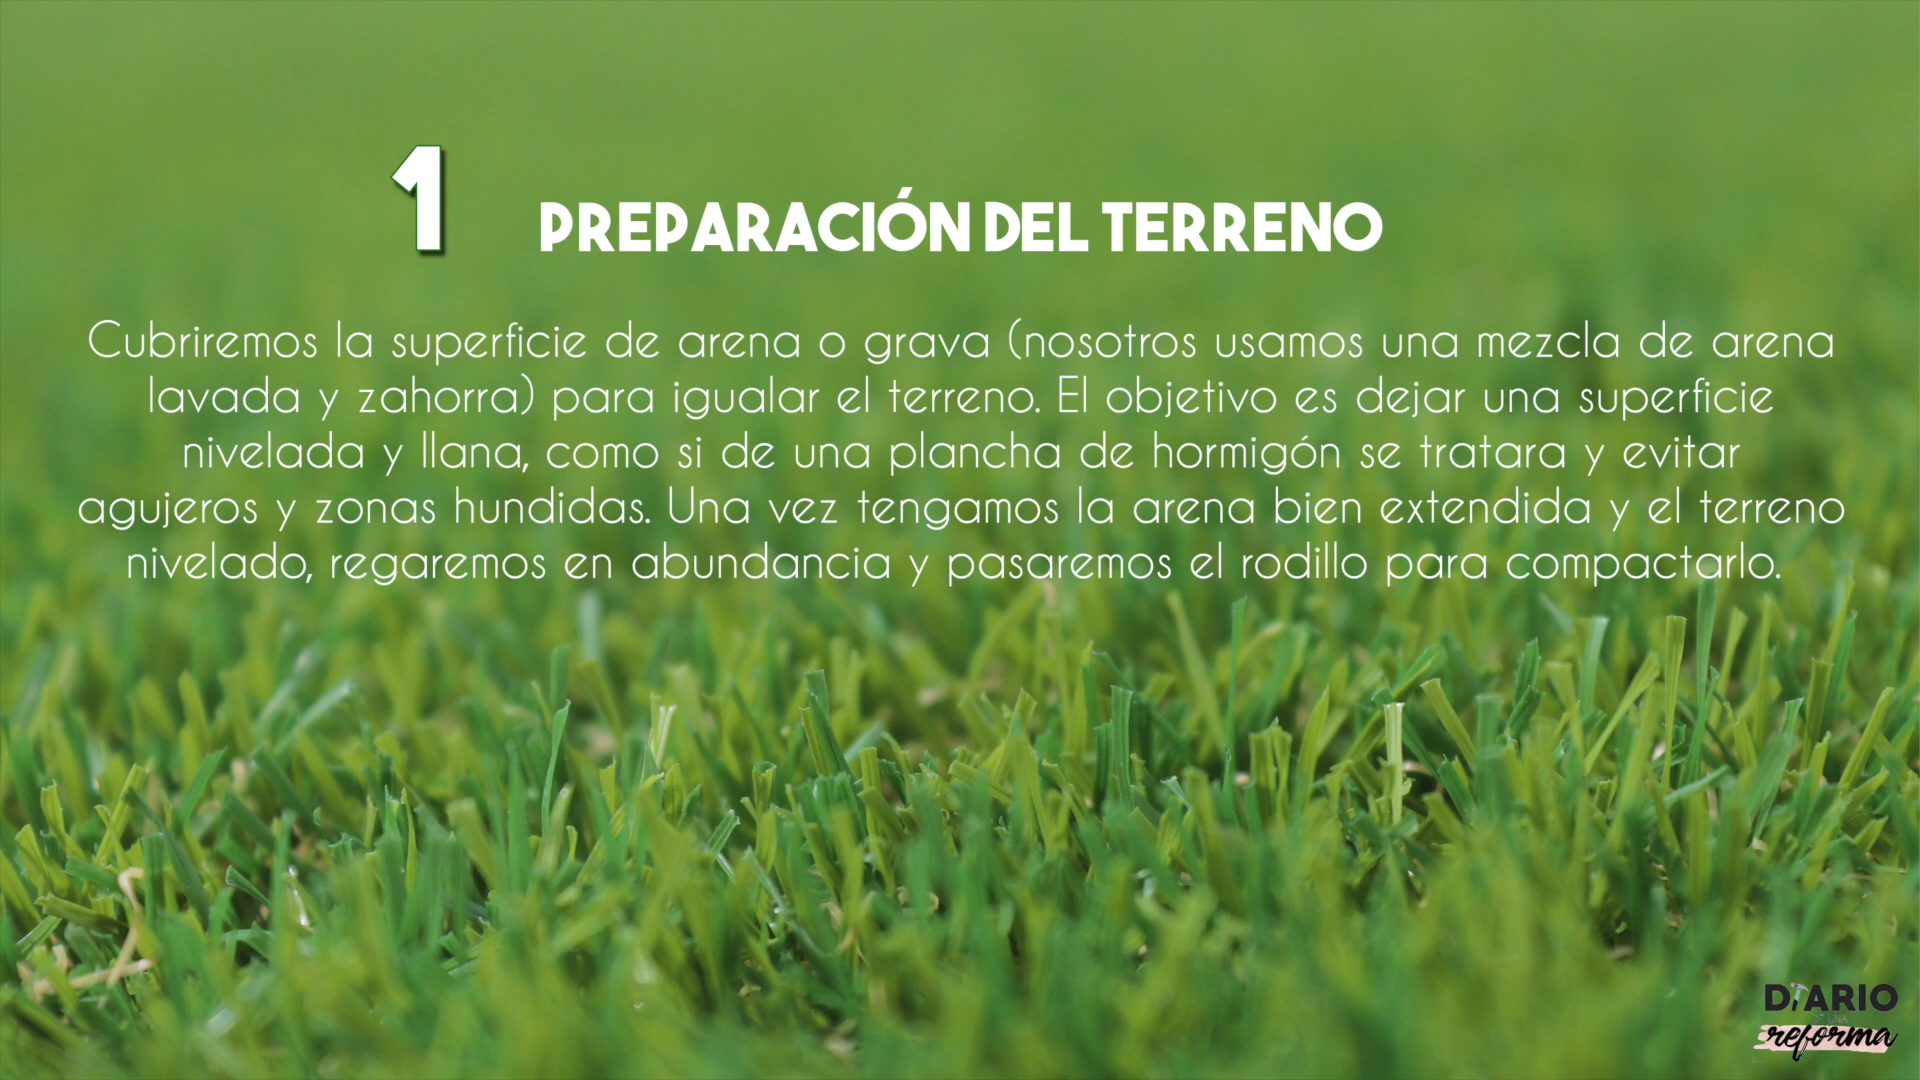 1 PREPARACIÓN DEL TERRENO
Cubriremos la superficie de arena o grava (nosotros usamos una mezcla de arena
lavada y zahorra) para igualar el terreno. El objetivo es dejar una superficie
nivelada y llana, como si de una plancha de hormigón se tratara y evitar
agujeros y zonas hundidas. Una vez tengamos la arena bien extendida y el terreno
nivelado, regaremos en abundancia y pasaremos el rodillo para compactarlo.
DIARIO
DE UNA
reforma